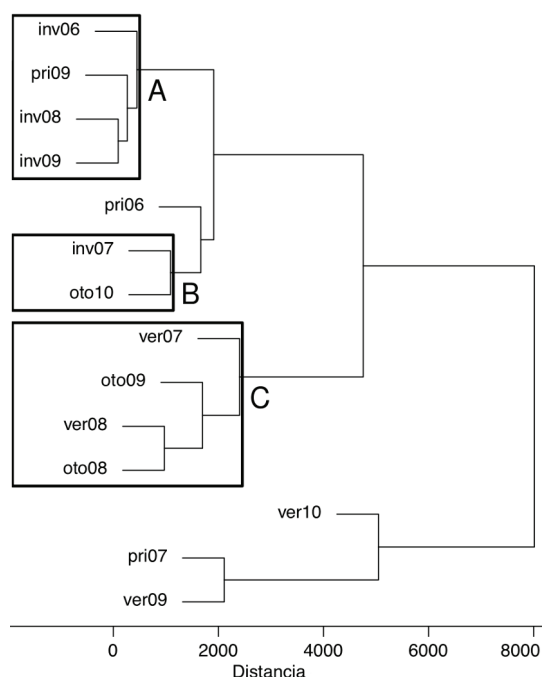 inv06
pri09
A
inv08
inv09
pri06
inv07
oto10
B
ver07
oto09
C
ver08
oto08
ver10
pri07
ver09
0 2000 4000 6000 8000
Distancia